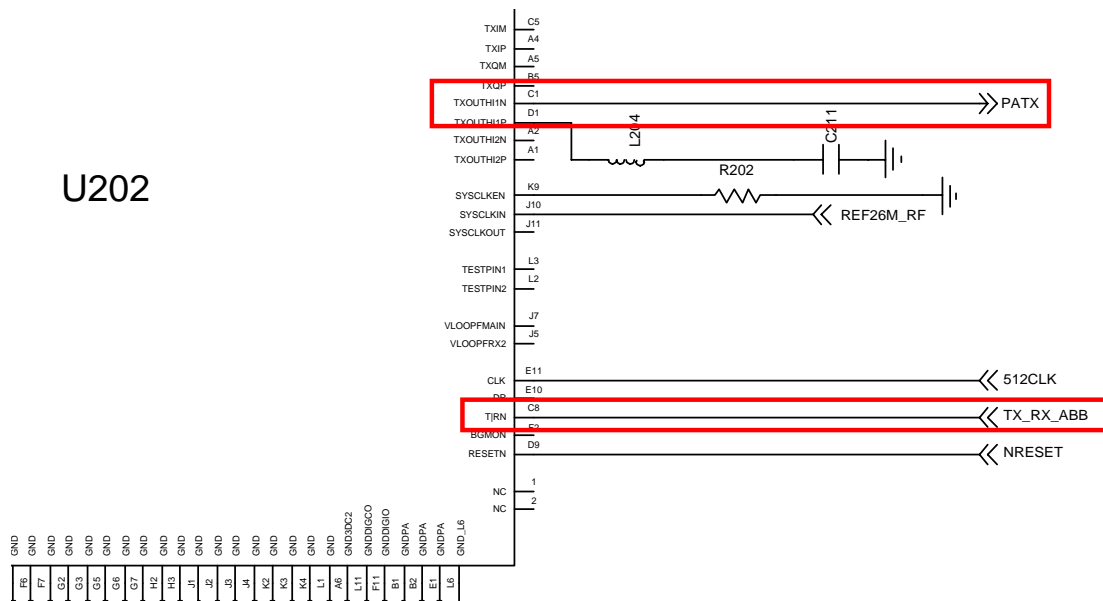 TXIM C5
TXIP A4
TXQM A5
TXQP B5
TXOUTHI1N C1 PATX
TXOUTHI1P D1
TXOUTHI2N A2
TXOUTHI2P A1
L204
C211
U202
R202
SYSCLKEN K9
SYSCLKIN J10 REF26M_RF
SYSCLKOUT J11
TESTPIN1 L3
TESTPIN2 L2
VLOOPFMAIN J7
VLOOPFRX2 J5
CLK E11 512CLK
E10
T|RN C8 TX_RX_ABB
BGMON
RESETN D9 NRESET
NC 1
NC 2
GND GND GND GND GND GND GND GND GND GND GND GND GND GND GND GND GND GND GND GND3DC2 GNDDIGCO GNDDIGIO GNDPA GNDPA GNDPA GND_L6
F6 F7 G2 G3 G5 G6 G7 H2 H3 J1 J2 J3 J4 K2 K3 K4 L1 A6 L11 F11 B1 B2 E1 L6